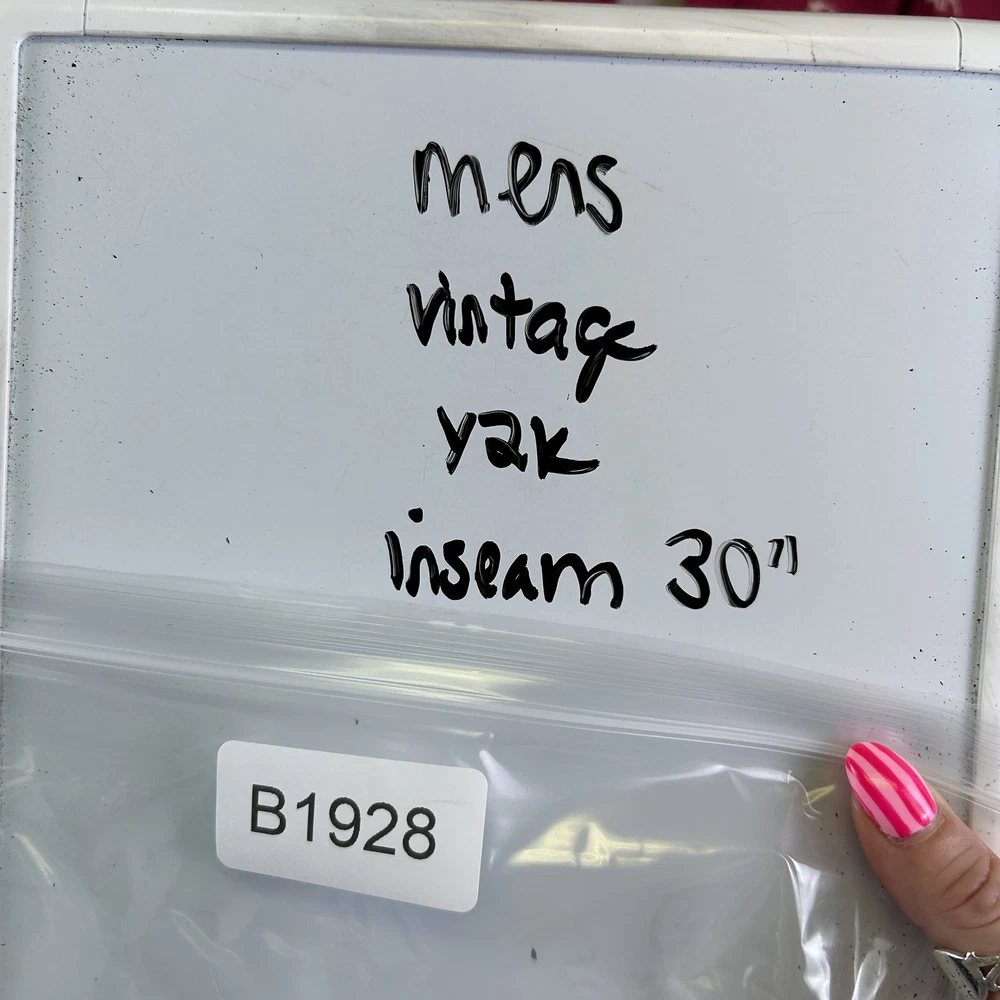 mens
vintage
y2k
inseam 30"
B1928